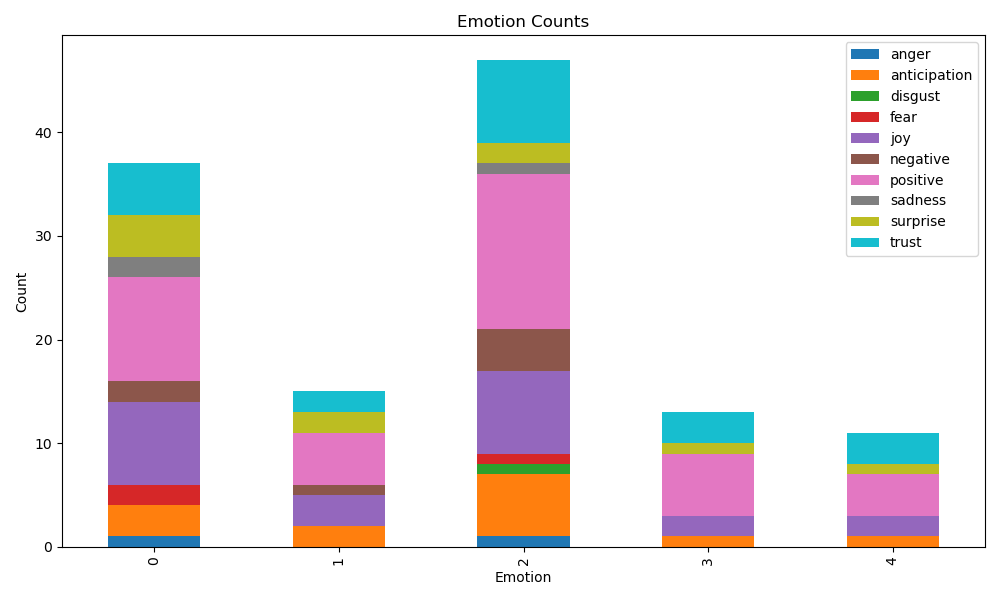 Emotion Counts
anger
anticipation
disgust
fear
joy
negative
positive
sadness
surprise
trust
Count
40
30
20
10
0
0
1
2
3
4
Emotion